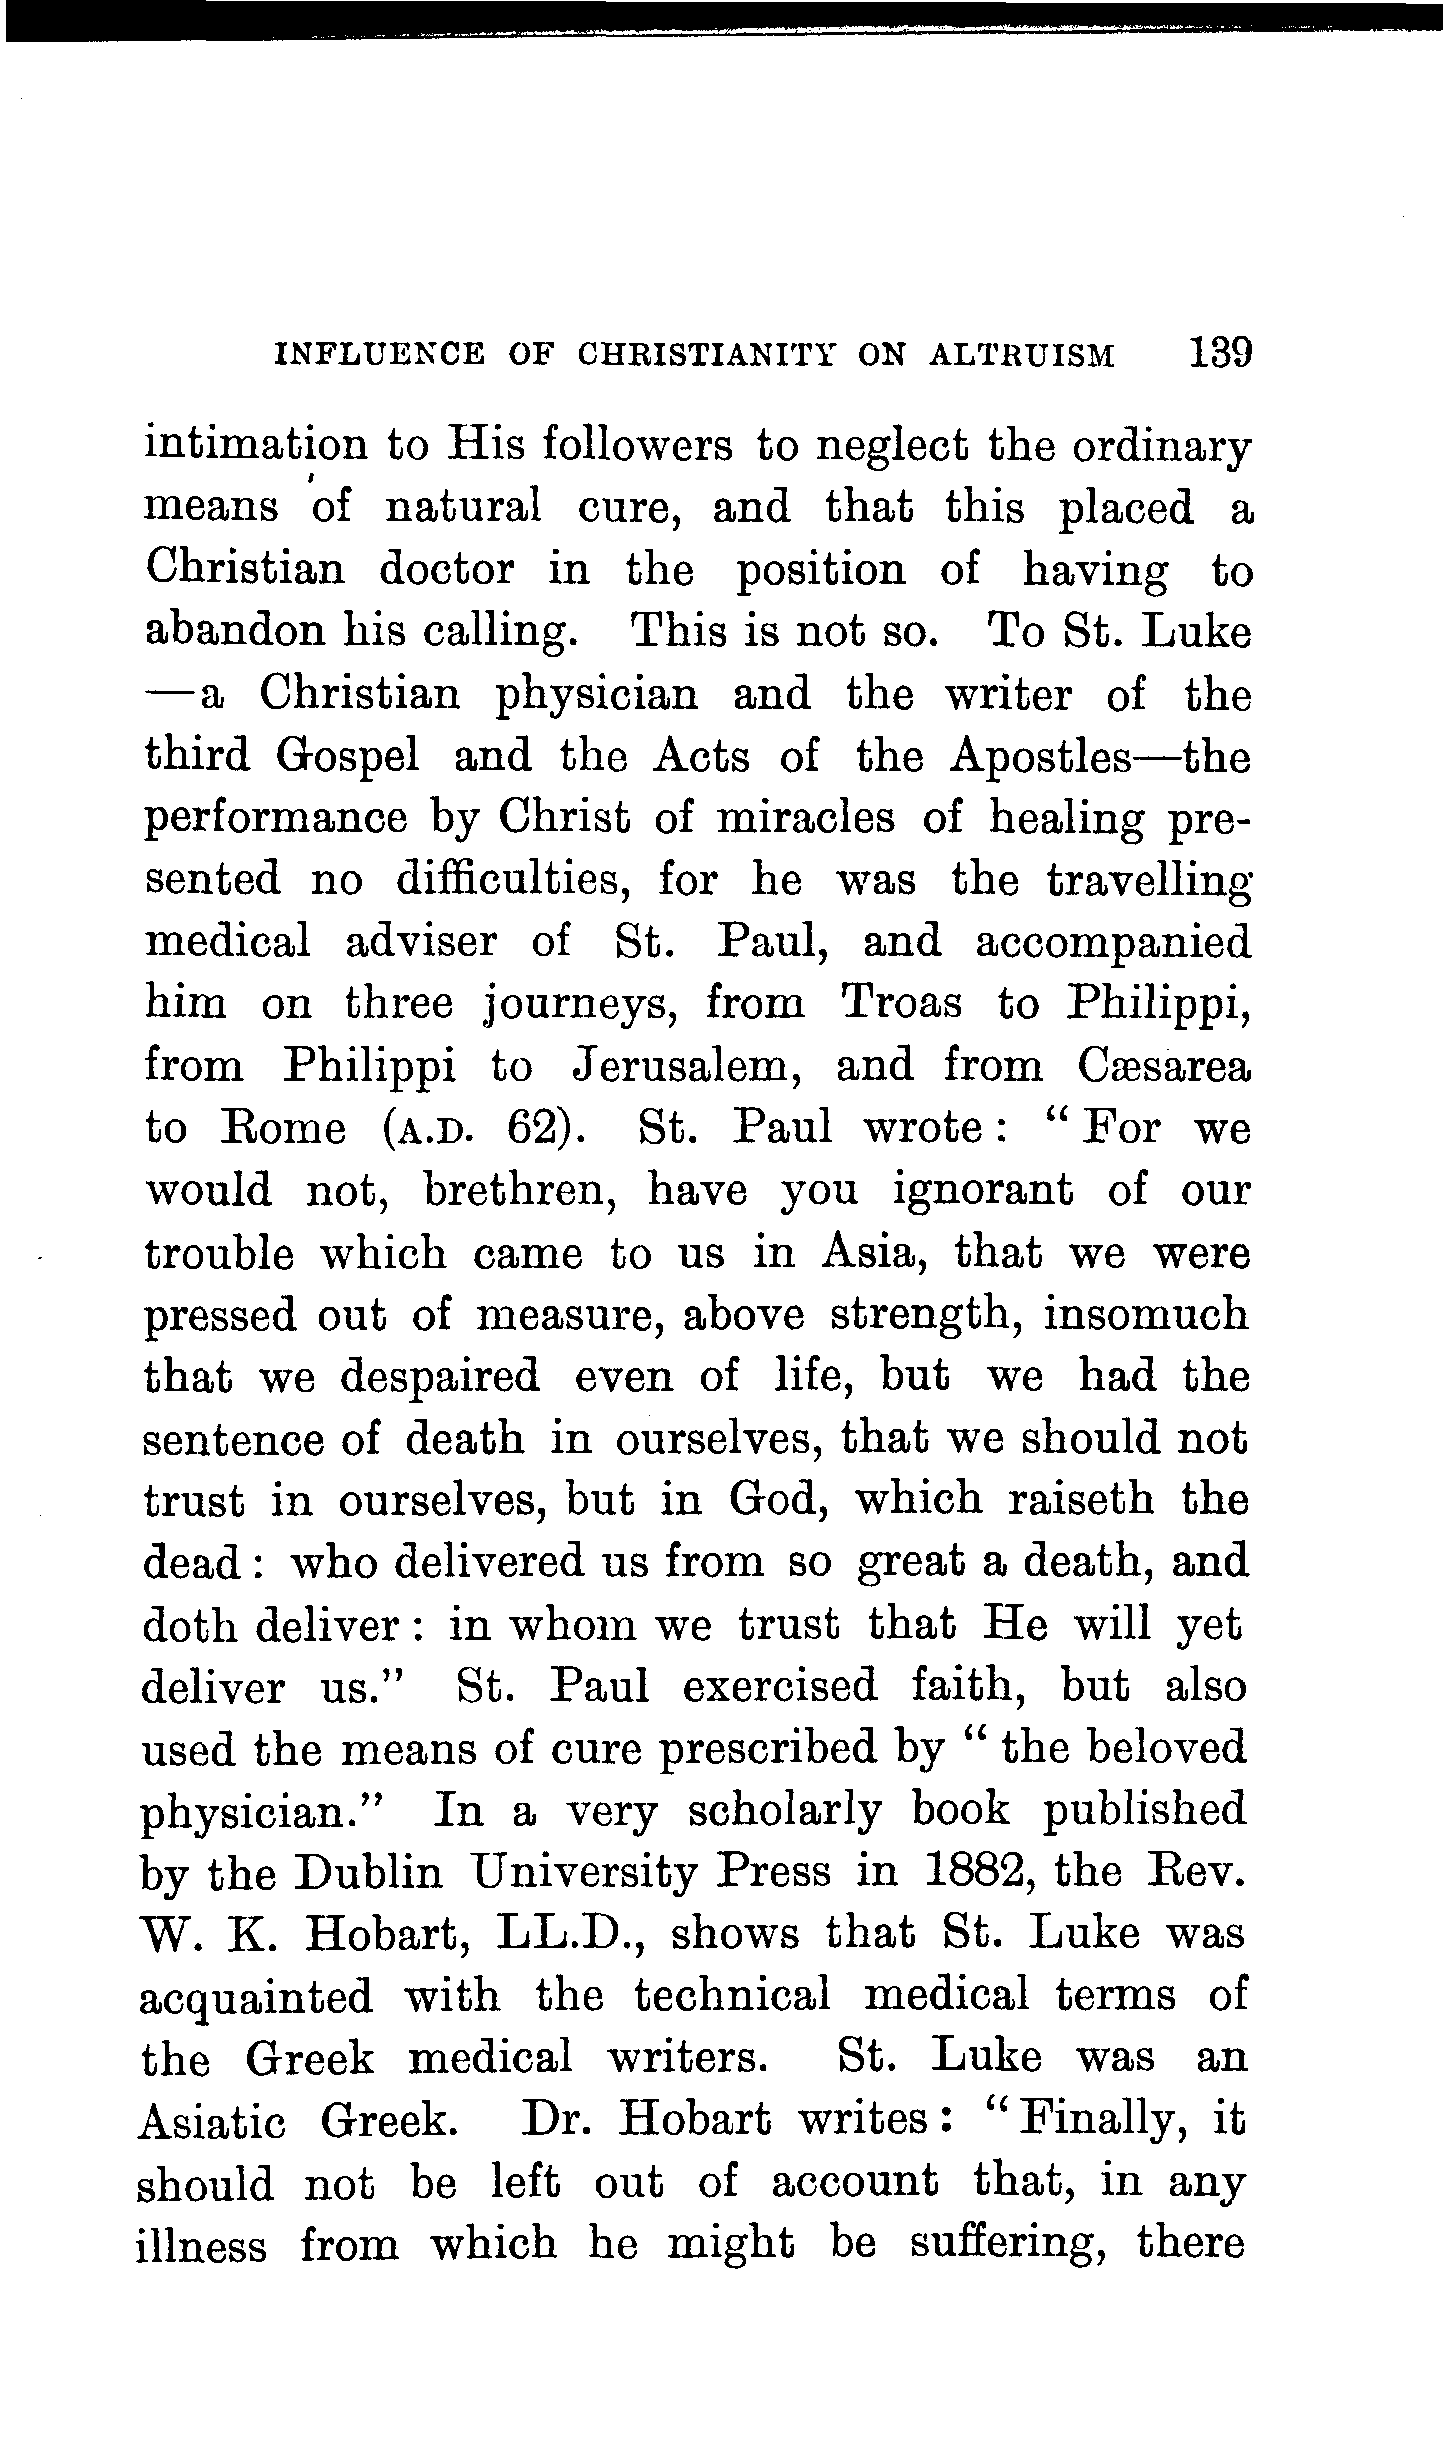 INFLUENCE OF CHRISTIANITY ON ALTRUISM 139
intimation to His followers to neglect the ordinary
means of natural cure, and that this placed a
Christian doctor in the position of having to
abandon his calling. This is not so. To St. Luke
—a Christian physician and the writer of the
third Gospel and the Acts of the Apostles—the
performance by Christ of miracles of healing pre-
sented no difficulties, for he was the travelling
medical adviser of St. Paul, and accompanied
him on three journeys, from Troas to Philippi,
from Philippi to Jerusalem, and from Cæsarea
to Rome (A.D. 62). St. Paul wrote: "For we
would not, brethren, have you ignorant of our
trouble which came to us in Asia, that we were
pressed out of measure, above strength, insomuch
that we despaired even of life, but we had the
sentence of death in ourselves, that we should not
trust in ourselves, but in God, which raiseth the
dead: who delivered us from so great a death, and
doth deliver: in whom we trust that He will yet
deliver us." St. Paul exercised faith, but also
used the means of cure prescribed by "the beloved
physician." In a very scholarly book published
by the Dublin University Press in 1882, the Rev.
W. K. Hobart, LL.D., shows that St. Luke was
acquainted with the technical medical terms of
the Greek medical writers. St. Luke was an
Asiatic Greek. Dr. Hobart writes: "Finally, it
should not be left out of account that, in any
illness from which he might be suffering, there